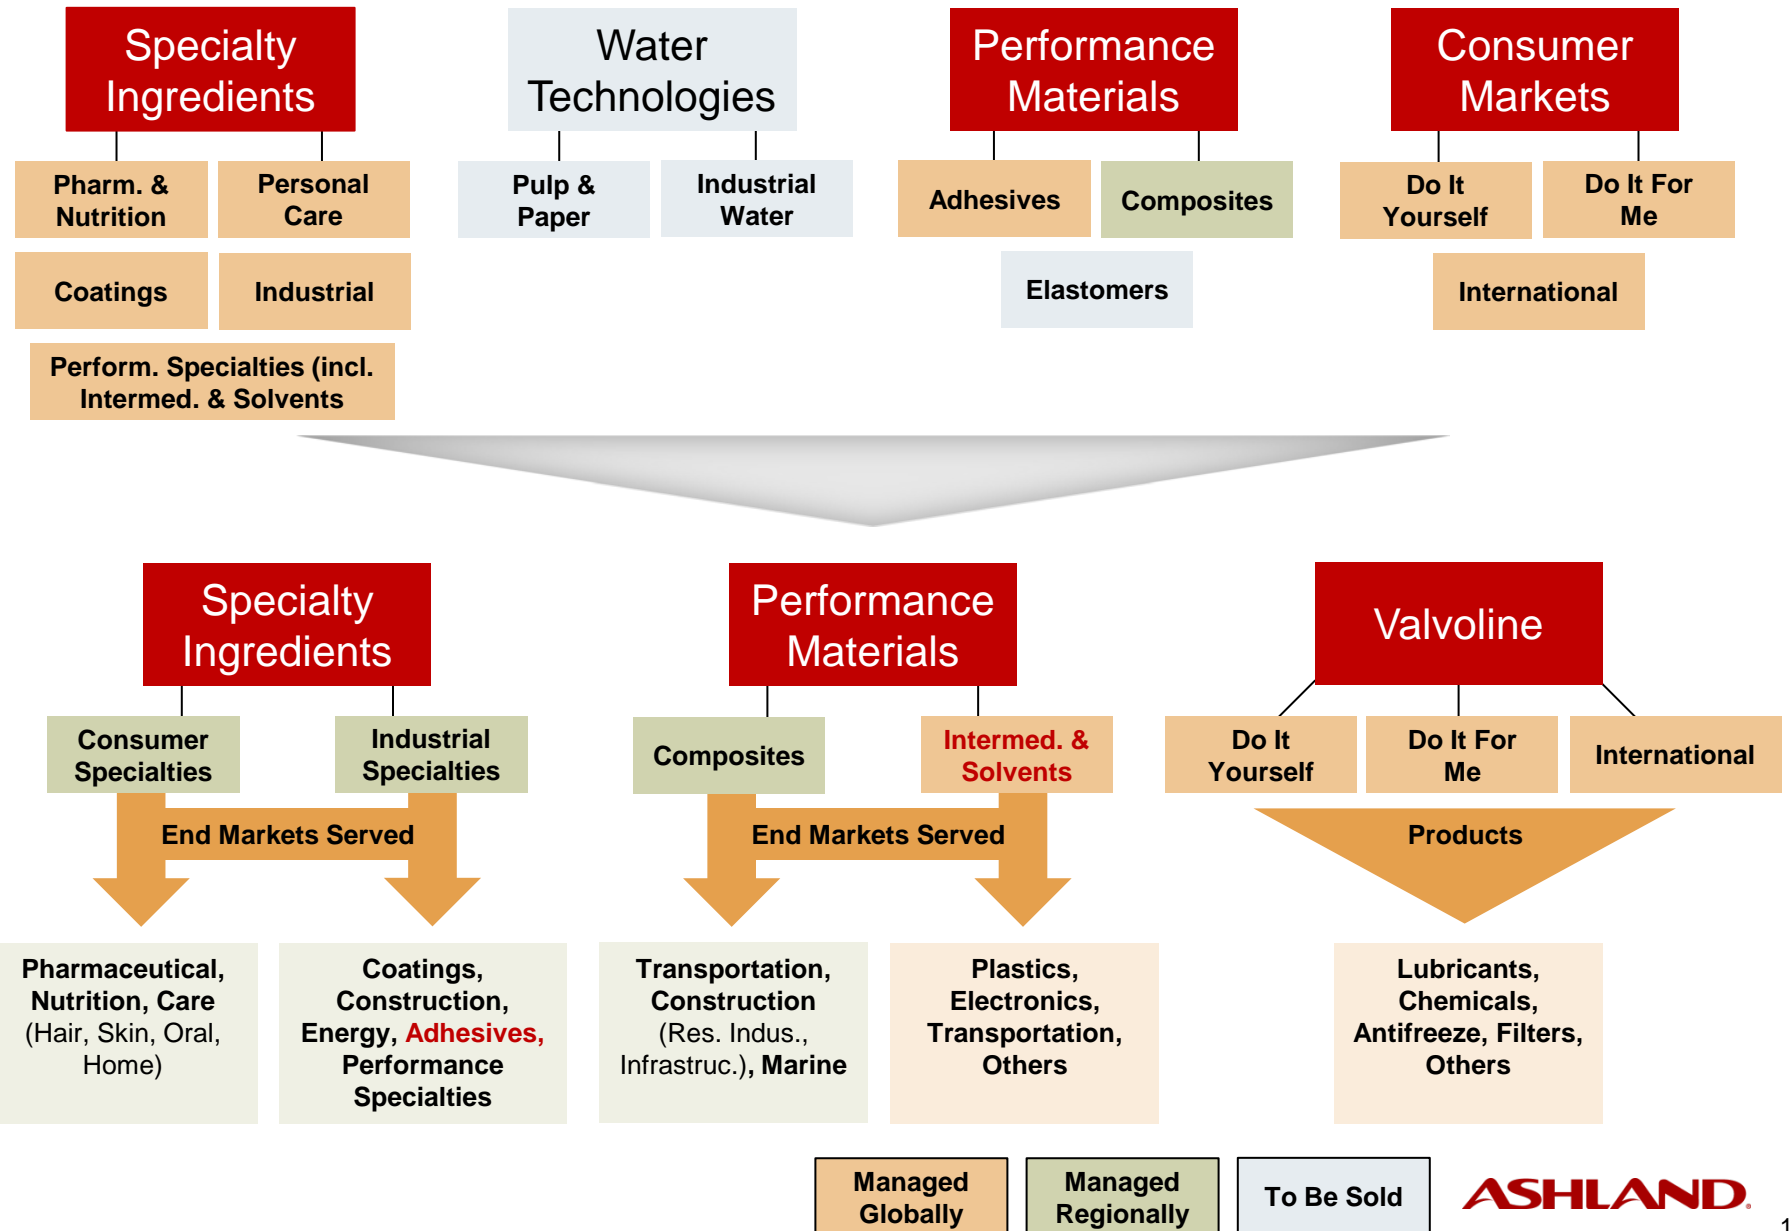 Specialty
Ingredients
Water
Technologies
Performance
Materials
Consumer
Markets
Pharm. &
Nutrition
Personal
Care
Pulp &
Paper
Industrial
Water
Adhesives
Composites
Do It
Yourself
Do It For
Me
Coatings
Industrial
Elastomers
International
Perform. Specialties (incl.
Intermed. & Solvents
Specialty
Ingredients
Performance
Materials
Valvoline
Consumer
Specialties
Industrial
Specialties
Composites
Intermed. &
Solvents
Do It
Yourself
Do It For
Me
International
End Markets Served
End Markets Served
Products
Pharmaceutical,
Nutrition, Care
(Hair, Skin, Oral,
Home)
Coatings,
Construction,
Energy, Adhesives,
Performance
Specialties
Transportation,
Construction
(Res. Indus.,
Infrastruc.), Marine
Plastics,
Electronics,
Transportation,
Others
Lubricants,
Chemicals,
Antifreeze, Filters,
Others
Managed
Globally
Managed
Regionally
To Be Sold
ASHLAND.